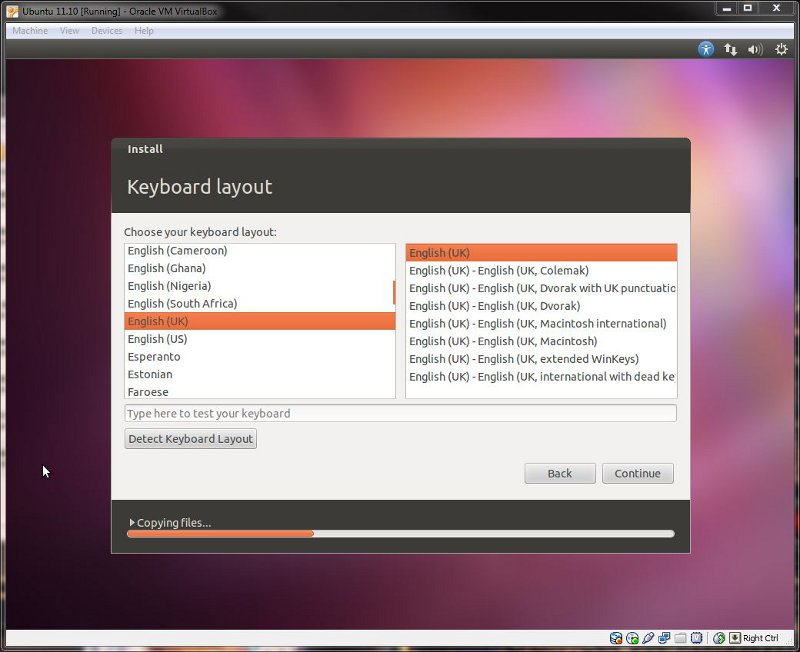 Ubuntu 11.10 [Running] - Oracle VM VirtualBox
Machine View Devices Help
Install
Keyboard layout
Choose your keyboard layout:
English (Cameroon)
English (Ghana)
English (Nigeria)
English (South Africa)
English (UK)
English (US)
Esperanto
Estonian
Faroese
English (UK)
English (UK) - English (UK, Colemak)
English (UK) - English (UK, Dvorak with UK punctuatio
English (UK) - English (UK, Dvorak)
English (UK) - English (UK, Macintosh international)
English (UK) - English (UK, Macintosh)
English (UK) - English (UK, extended WinKeys)
English (UK) - English (UK, international with dead ke
Type here to test your keyboard
Detect Keyboard Layout
Back Continue
Copying files...
Right Ctrl